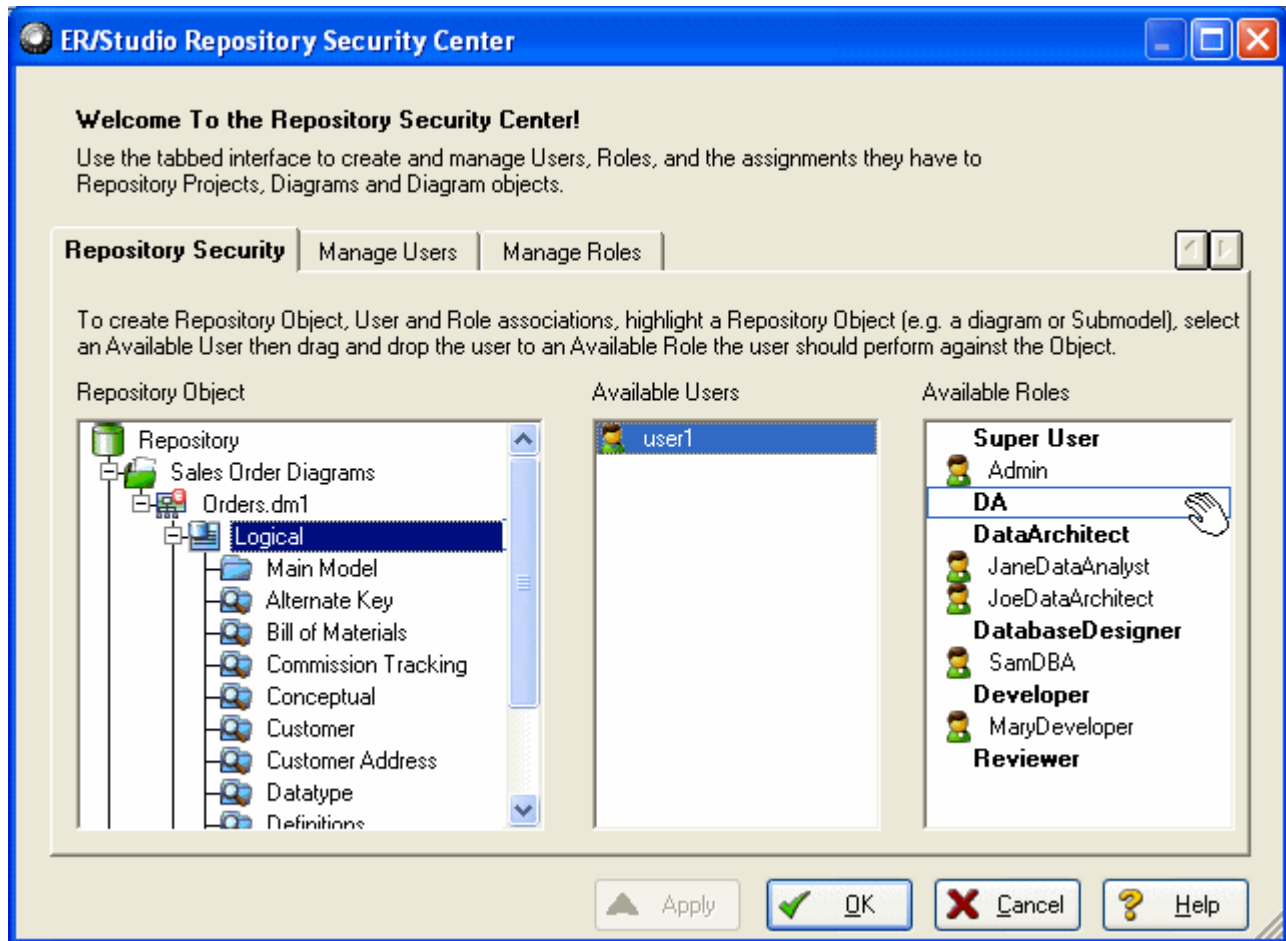 ER/Studio Repository Security Center
Welcome To the Repository Security Center!
Use the tabbed interface to create and manage Users, Roles, and the assignments they have to
Repository Projects, Diagrams and Diagram objects.
Repository Security
Manage Users
Manage Roles
To create Repository Object, User and Role associations, highlight a Repository Object (e.g. a diagram or Submodel), select
an Available User then drag and drop the user to an Available Role the user should perform against the Object.
Repository Object
Repository
Sales Order Diagrams
Orders.dm1
Logical
Main Model
Alternate Key
Bill of Materials
Commission Tracking
Conceptual
Customer
Customer Address
Datatype
Definitions
Available Users
user1
Available Roles
Super User
Admin
DA
DataArchitect
JaneDataAnalyst
JoeDataArchitect
DatabaseDesigner
SamDBA
Developer
MaryDeveloper
Reviewer
Apply
OK
Cancel
Help